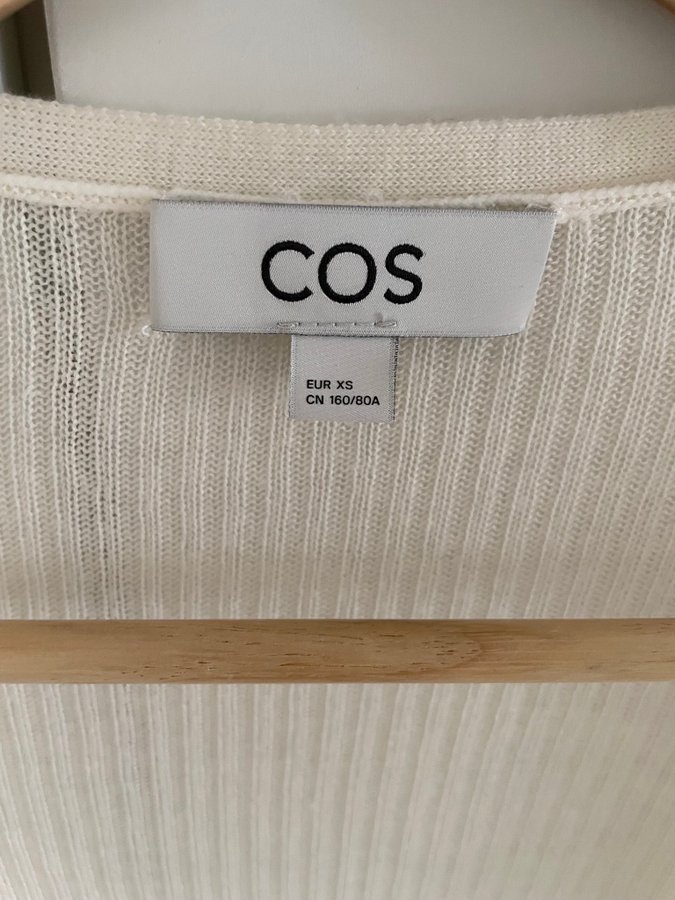 COS
EUR XS
CN 160/80A